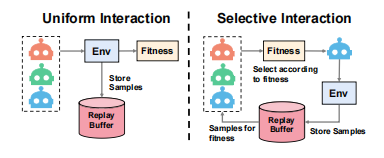 Uniform Interaction
Env
Fitness
Store
Samples
Replay
Buffer
Selective Interaction
Fitness
Select according
to fitness
Env
Samples for
fitness
Replay
Buffer
Store Samples